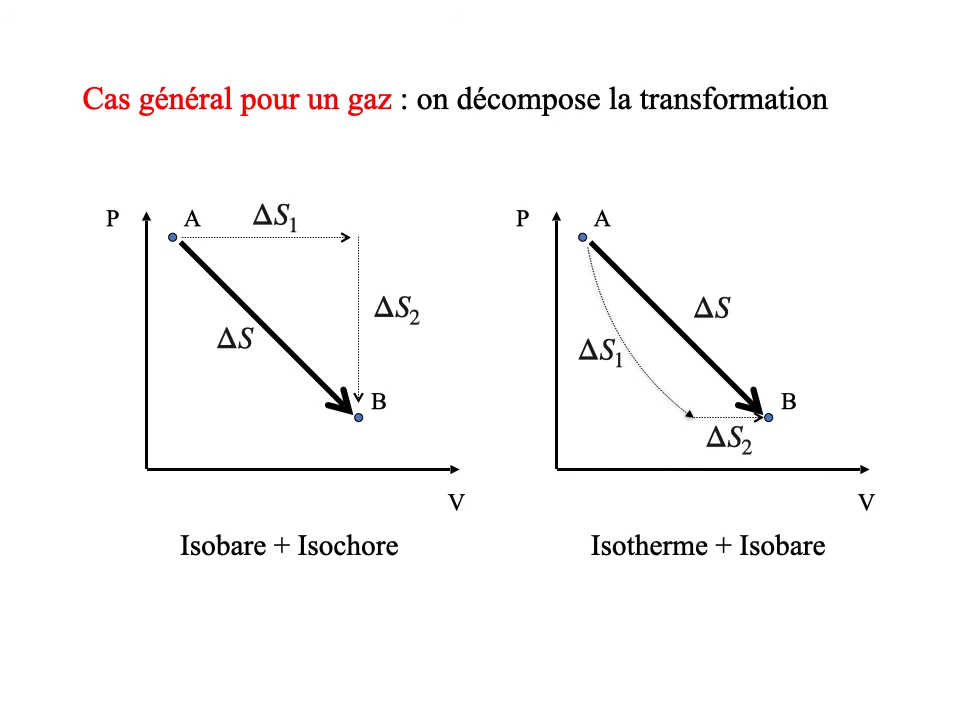 Cas général pour un gaz : on décompose la transformation
P
A
ΔS₁
ΔS₂
ΔS
B
V
Isobare + Isochore
P
A
ΔS
ΔS₁
B
ΔS₂
V
Isotherme + Isobare